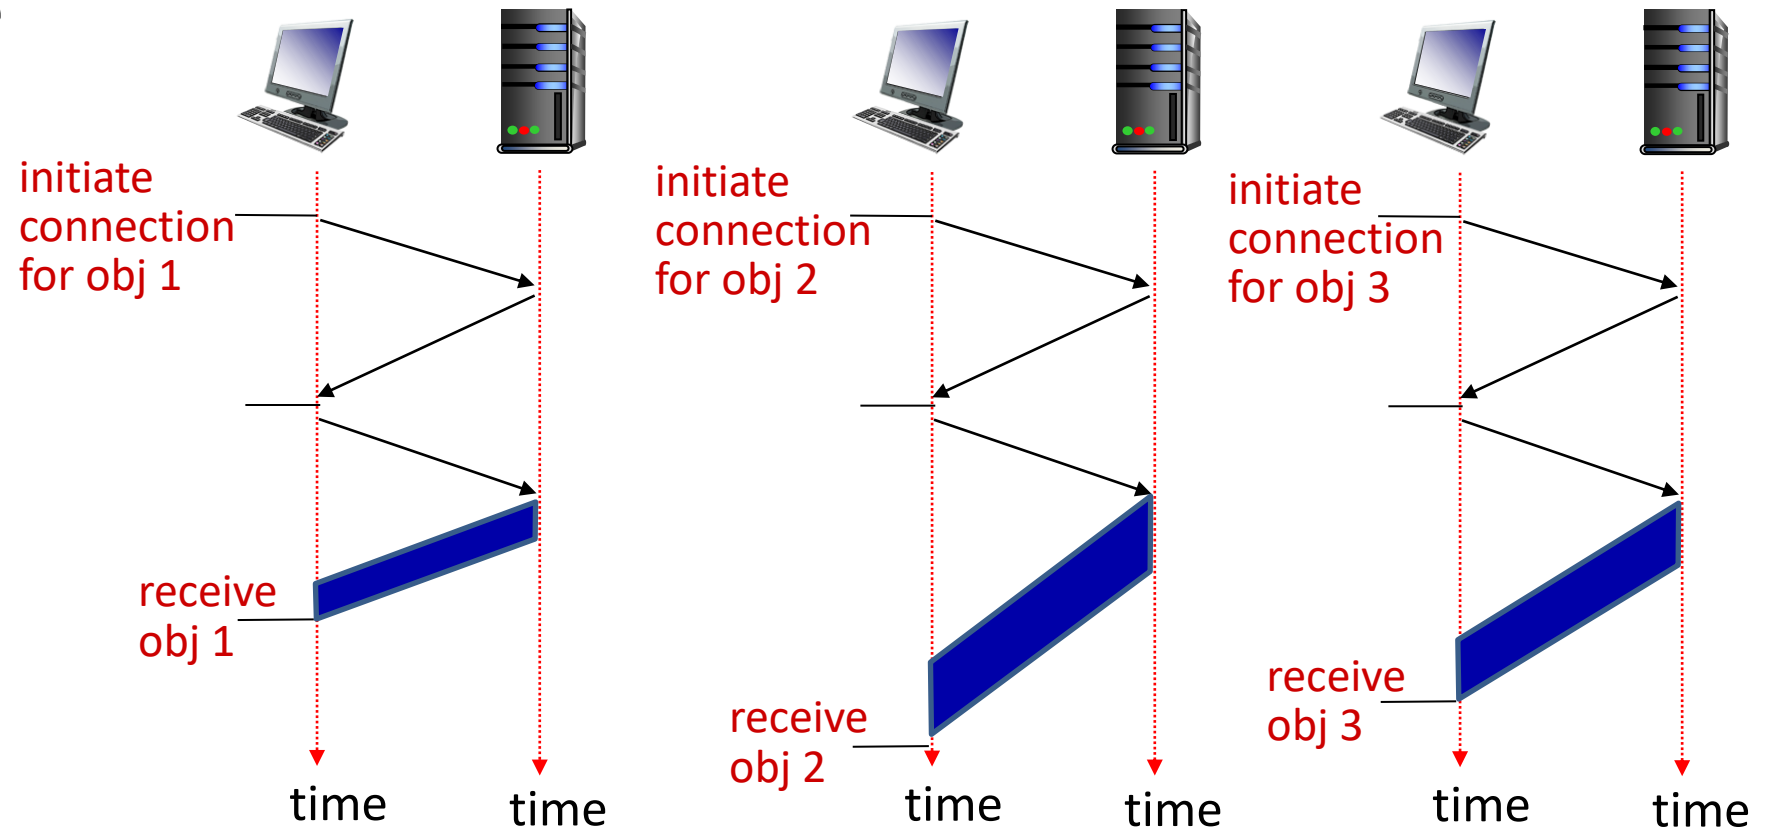 initiate
connection
for obj 1
receive
obj 1
time
time
initiate
connection
for obj 2
receive
obj 2
time
time
initiate
connection
for obj 3
receive
obj 3
time
time